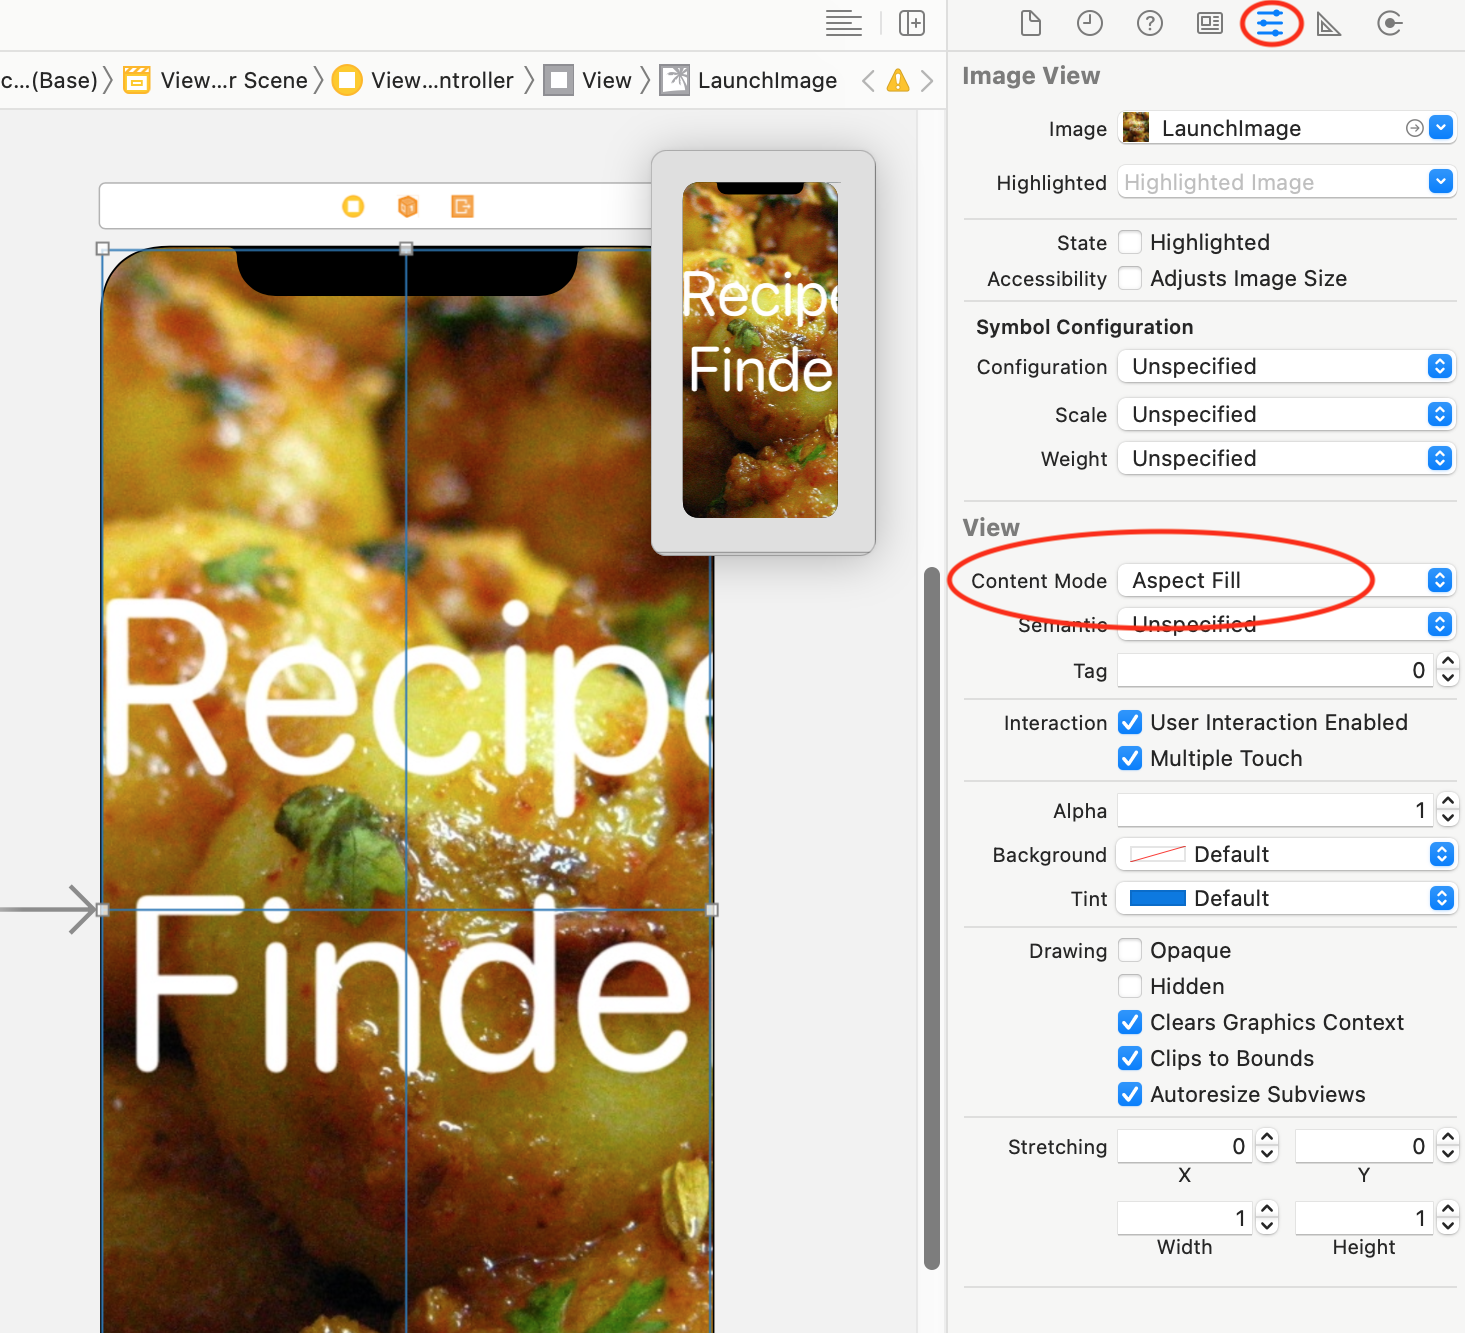 c...(Base)
View...r Scene
View...ntroller
View
LaunchImage
Recipe
Finde
Recipe
Finde
Image View
Image LaunchImage
Highlighted Highlighted Image
State Highlighted
Accessibility Adjusts Image Size
Symbol Configuration
Configuration Unspecified
Scale Unspecified
Weight Unspecified
View
Content Mode Aspect Fill
Semantic Unspecified
Tag 0
Interaction User Interaction Enabled
Multiple Touch
Alpha 1
Background Default
Tint Default
Drawing Opaque
Hidden
Clears Graphics Context
Clips to Bounds
Autoresize Subviews
Stretching 0 0
X Y
1 1
Width Height